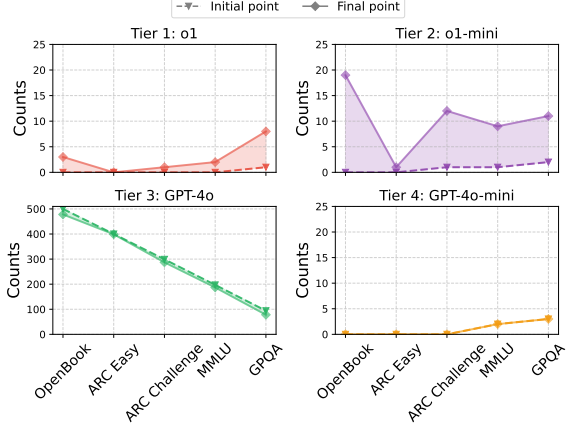 Initial point Final point
Tier 1: o1
Counts
25
20
15
10
5
0
Tier 2: o1-mini
Counts
25
20
15
10
5
0
Tier 3: GPT-4o
Counts
500
400
300
200
100
0
OpenBook
ARC Easy
ARC Challenge
MMLU
GPQA
Tier 4: GPT-4o-mini
Counts
25
20
15
10
5
0
OpenBook
ARC Easy
ARC Challenge
MMLU
GPQA